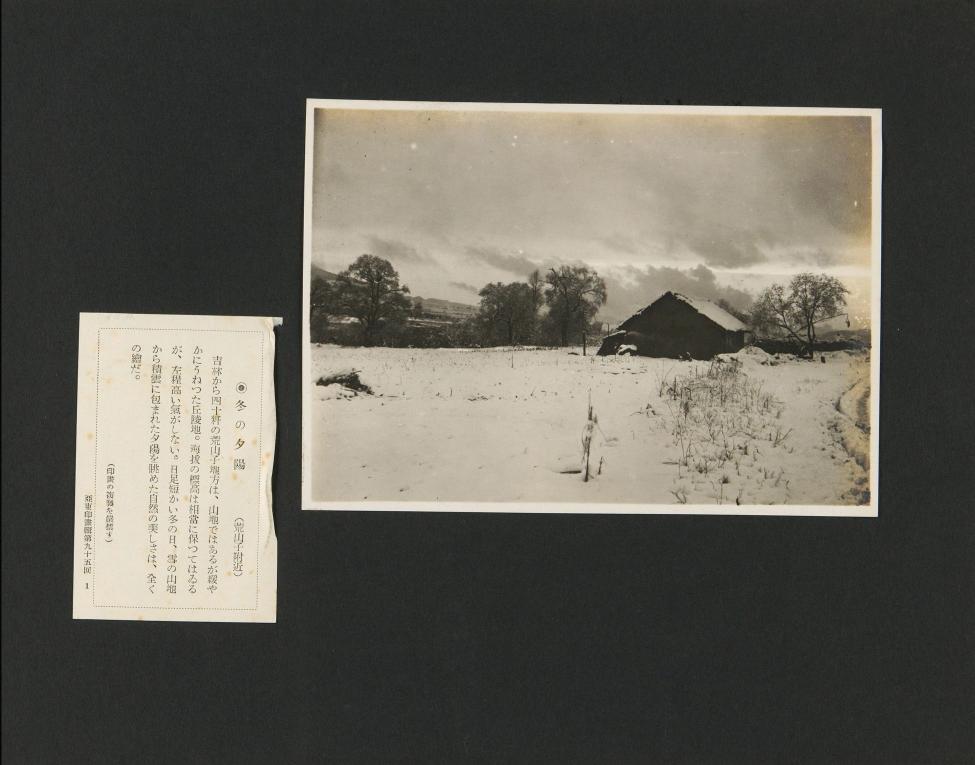 ◉冬の夕陽　（荒山子附近）
吉林から四十粁の荒山子地方は、山地ではあるが緩や
かにうねつた丘陵地。海拔の標高は相當に保つてはゐる
が、左程高い氣がしない。日足短かい冬の日、雪の山地
から積雲に包まれた夕陽を眺めた自然の美しさは、全く
の繪だ。
（印畫の複製を嚴禁す）
亞東印畫輯第九十五回　1